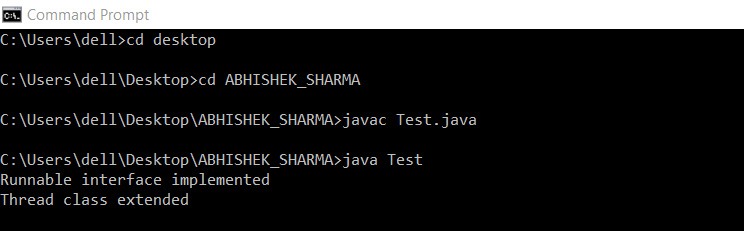 Command Prompt
C:\Users\dell>cd desktop
C:\Users\dell\Desktop>cd ABHISHEK_SHARMA
C:\Users\dell\Desktop\ABHISHEK_SHARMA>javac Test.java
C:\Users\dell\Desktop\ABHISHEK_SHARMA>java Test
Runnable interface implemented
Thread class extended